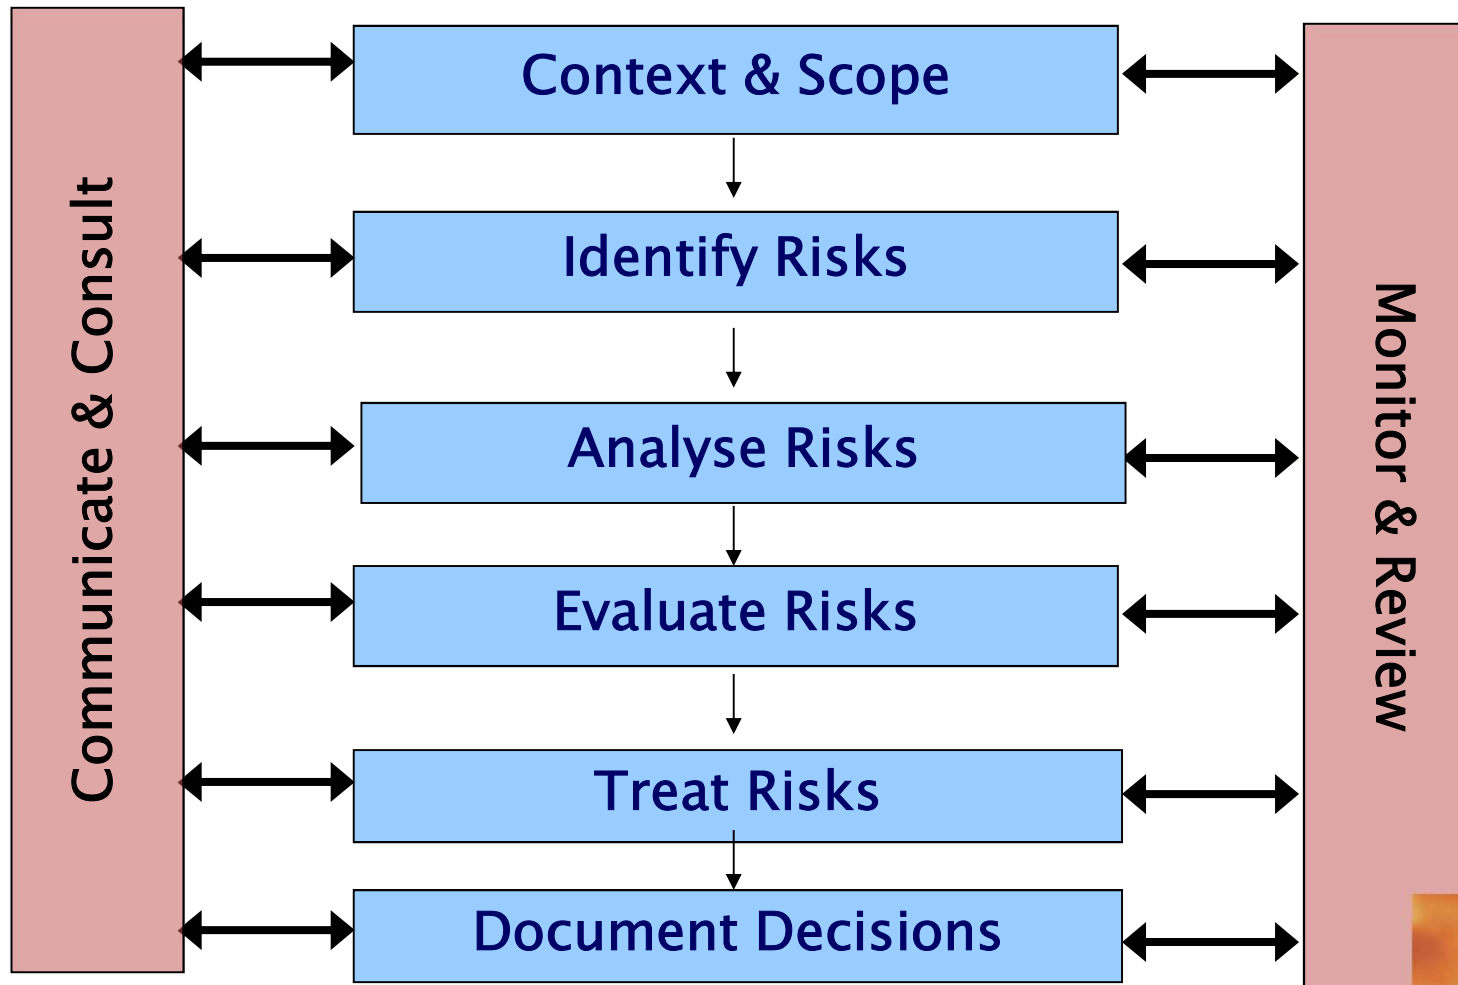 Communicate & Consult
Context & Scope
Identify Risks
Analyse Risks
Evaluate Risks
Treat Risks
Document Decisions
Monitor & Review